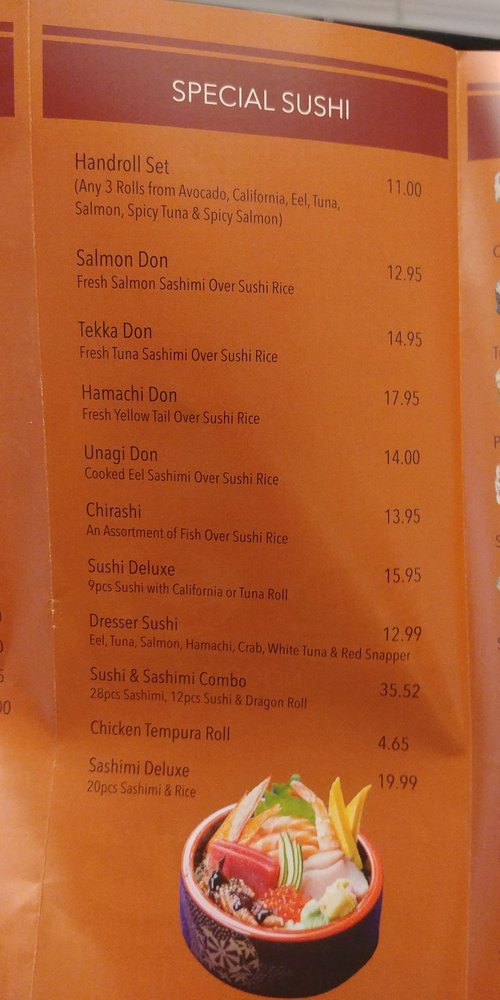 SPECIAL SUSHI
Handroll Set 11.00
(Any 3 Rolls from Avocado, California, Eel, Tuna,
Salmon, Spicy Tuna & Spicy Salmon)
Salmon Don 12.95
Fresh Salmon Sashimi Over Sushi Rice
Tekka Don 14.95
Fresh Tuna Sashimi Over Sushi Rice
Hamachi Don 17.95
Fresh Yellow Tail Over Sushi Rice
Unagi Don 14.00
Cooked Eel Sashimi Over Sushi Rice
Chirashi 13.95
An Assortment of Fish Over Sushi Rice
Sushi Deluxe 15.95
9pcs Sushi with California or Tuna Roll
Dresser Sushi 12.99
Eel, Tuna, Salmon, Hamachi, Crab, White Tuna & Red Snapper
Sushi & Sashimi Combo 35.52
28pcs Sashimi, 12pcs Sushi & Dragon Roll
Chicken Tempura Roll 4.65
Sashimi Deluxe 19.99
20pcs Sashimi & Rice